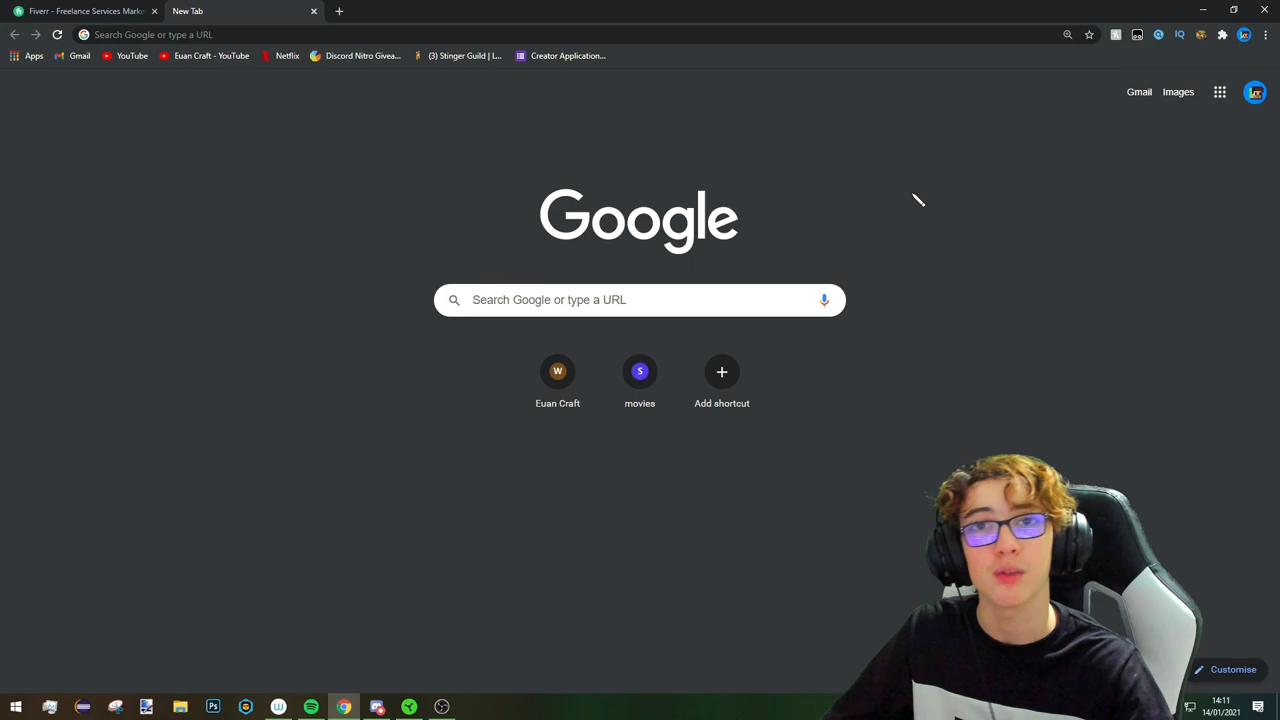 Fiverr - Freelance Services Marke
New Tab
Search Google or type a URL
Apps
Gmail
YouTube
Euan Craft - YouTube
Netflix
Discord Nitro Givea...
(3) Stinger Guild | L...
Creator Application...
Gmail
Images
Google
Search Google or type a URL
W
S
Euan Craft
movies
Add shortcut
Customise
Ps
14:11
14/01/2021